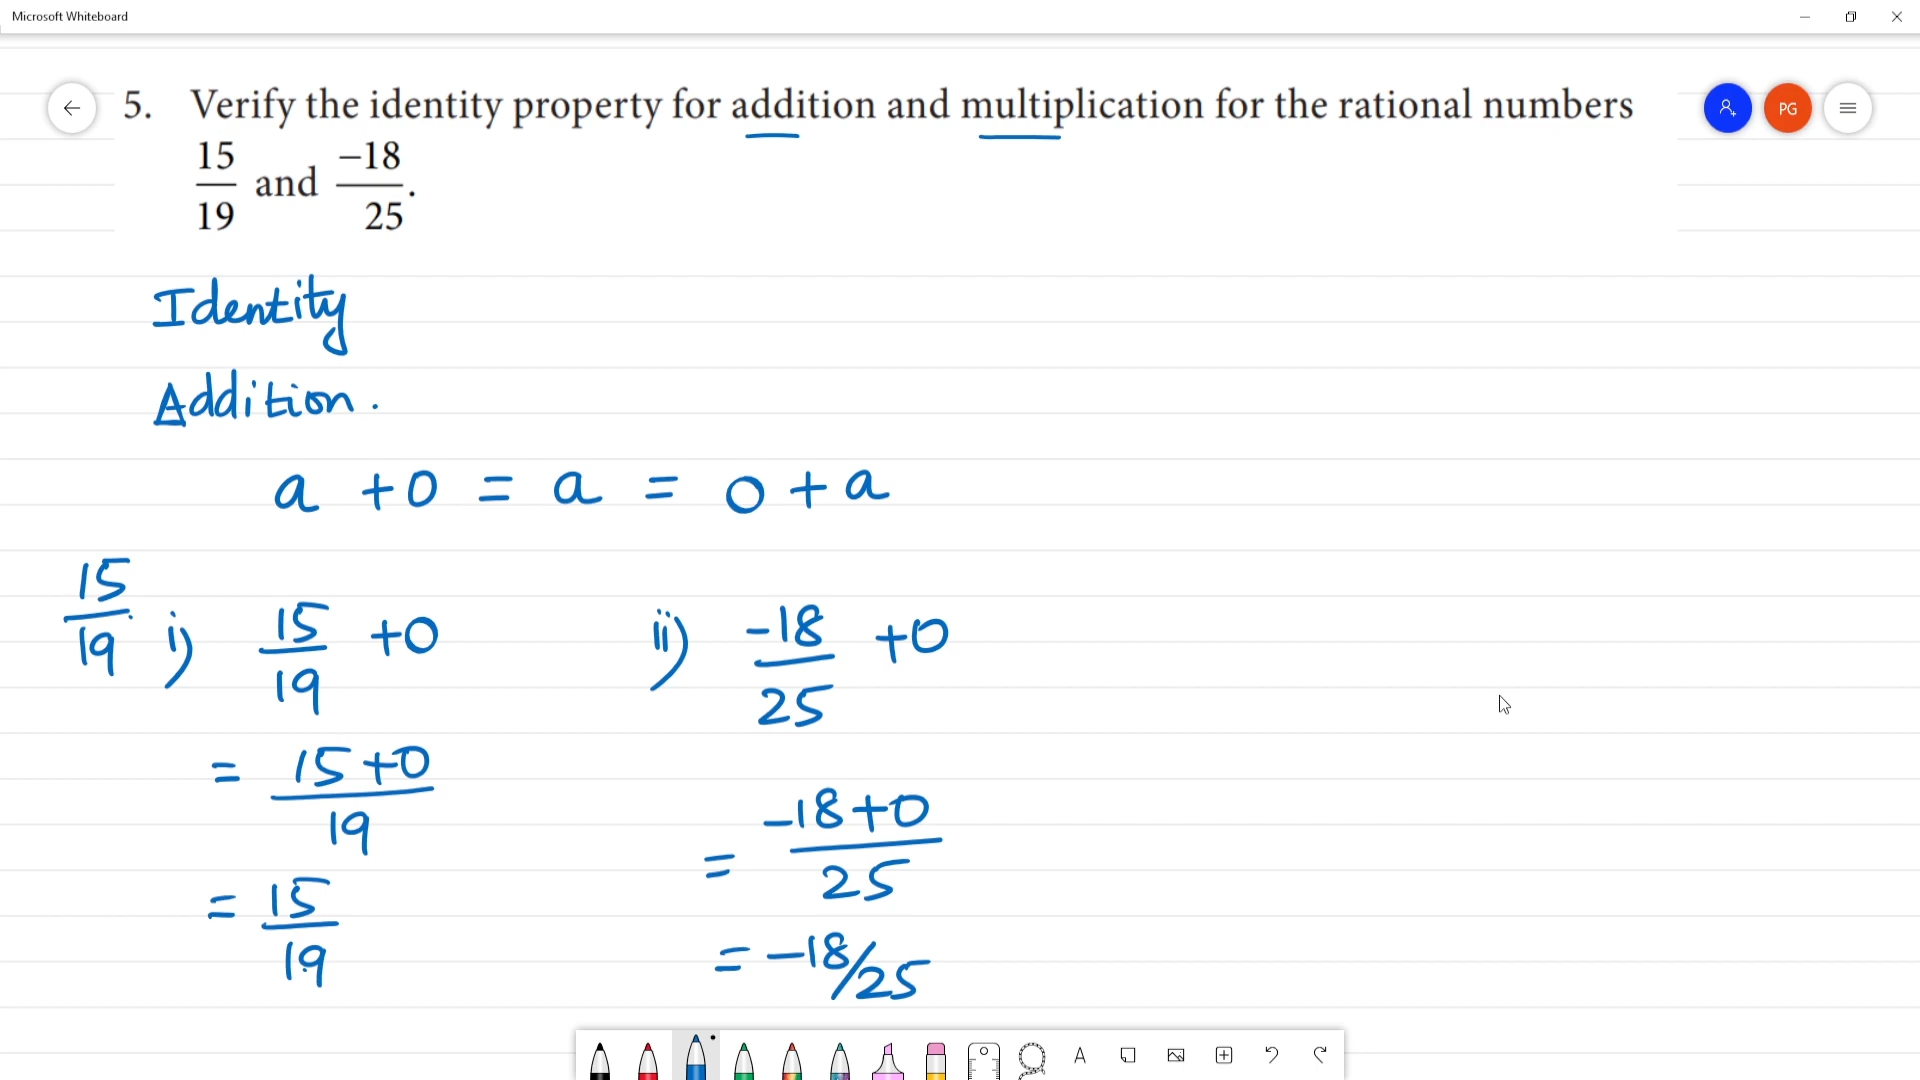 Microsoft Whiteboard
5. Verify the identity property for addition and multiplication for the rational numbers
15/19 and −18/25.
PG
Identity
Addition.
a + 0 = a = 0 + a
15/19
i) 15/19 + 0
= 15+0/19
= 15/19
ii) -18/25 + 0
= -18+0/25
= -18/25
A